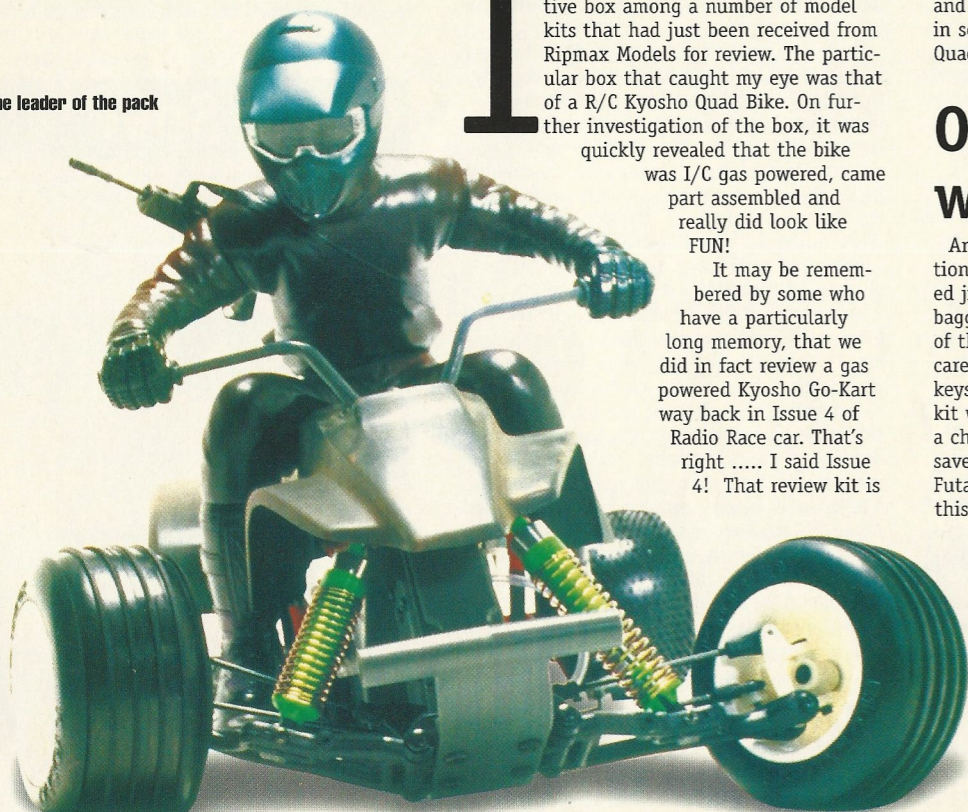 leader of the pack
I
tive box among a number of model
kits that had just been received from
Ripmax Models for review. The partic-
ular box that caught my eye was that
of a R/C Kyosho Quad Bike. On fur-
ther investigation of the box, it was
quickly revealed that the bike
was I/C gas powered, came
part assembled and
really did look like
FUN!
It may be remem-
bered by some who
have a particularly
long memory, that we
did in fact review a gas
powered Kyosho Go-Kart
way back in Issue 4 of
Radio Race car. That's
right ..... I said Issue
4! That review kit is
and
in s
Quad
O
W
Ar
tion
ed j
bagg
of th
care
keys
kit
a ch
save
Futa
this